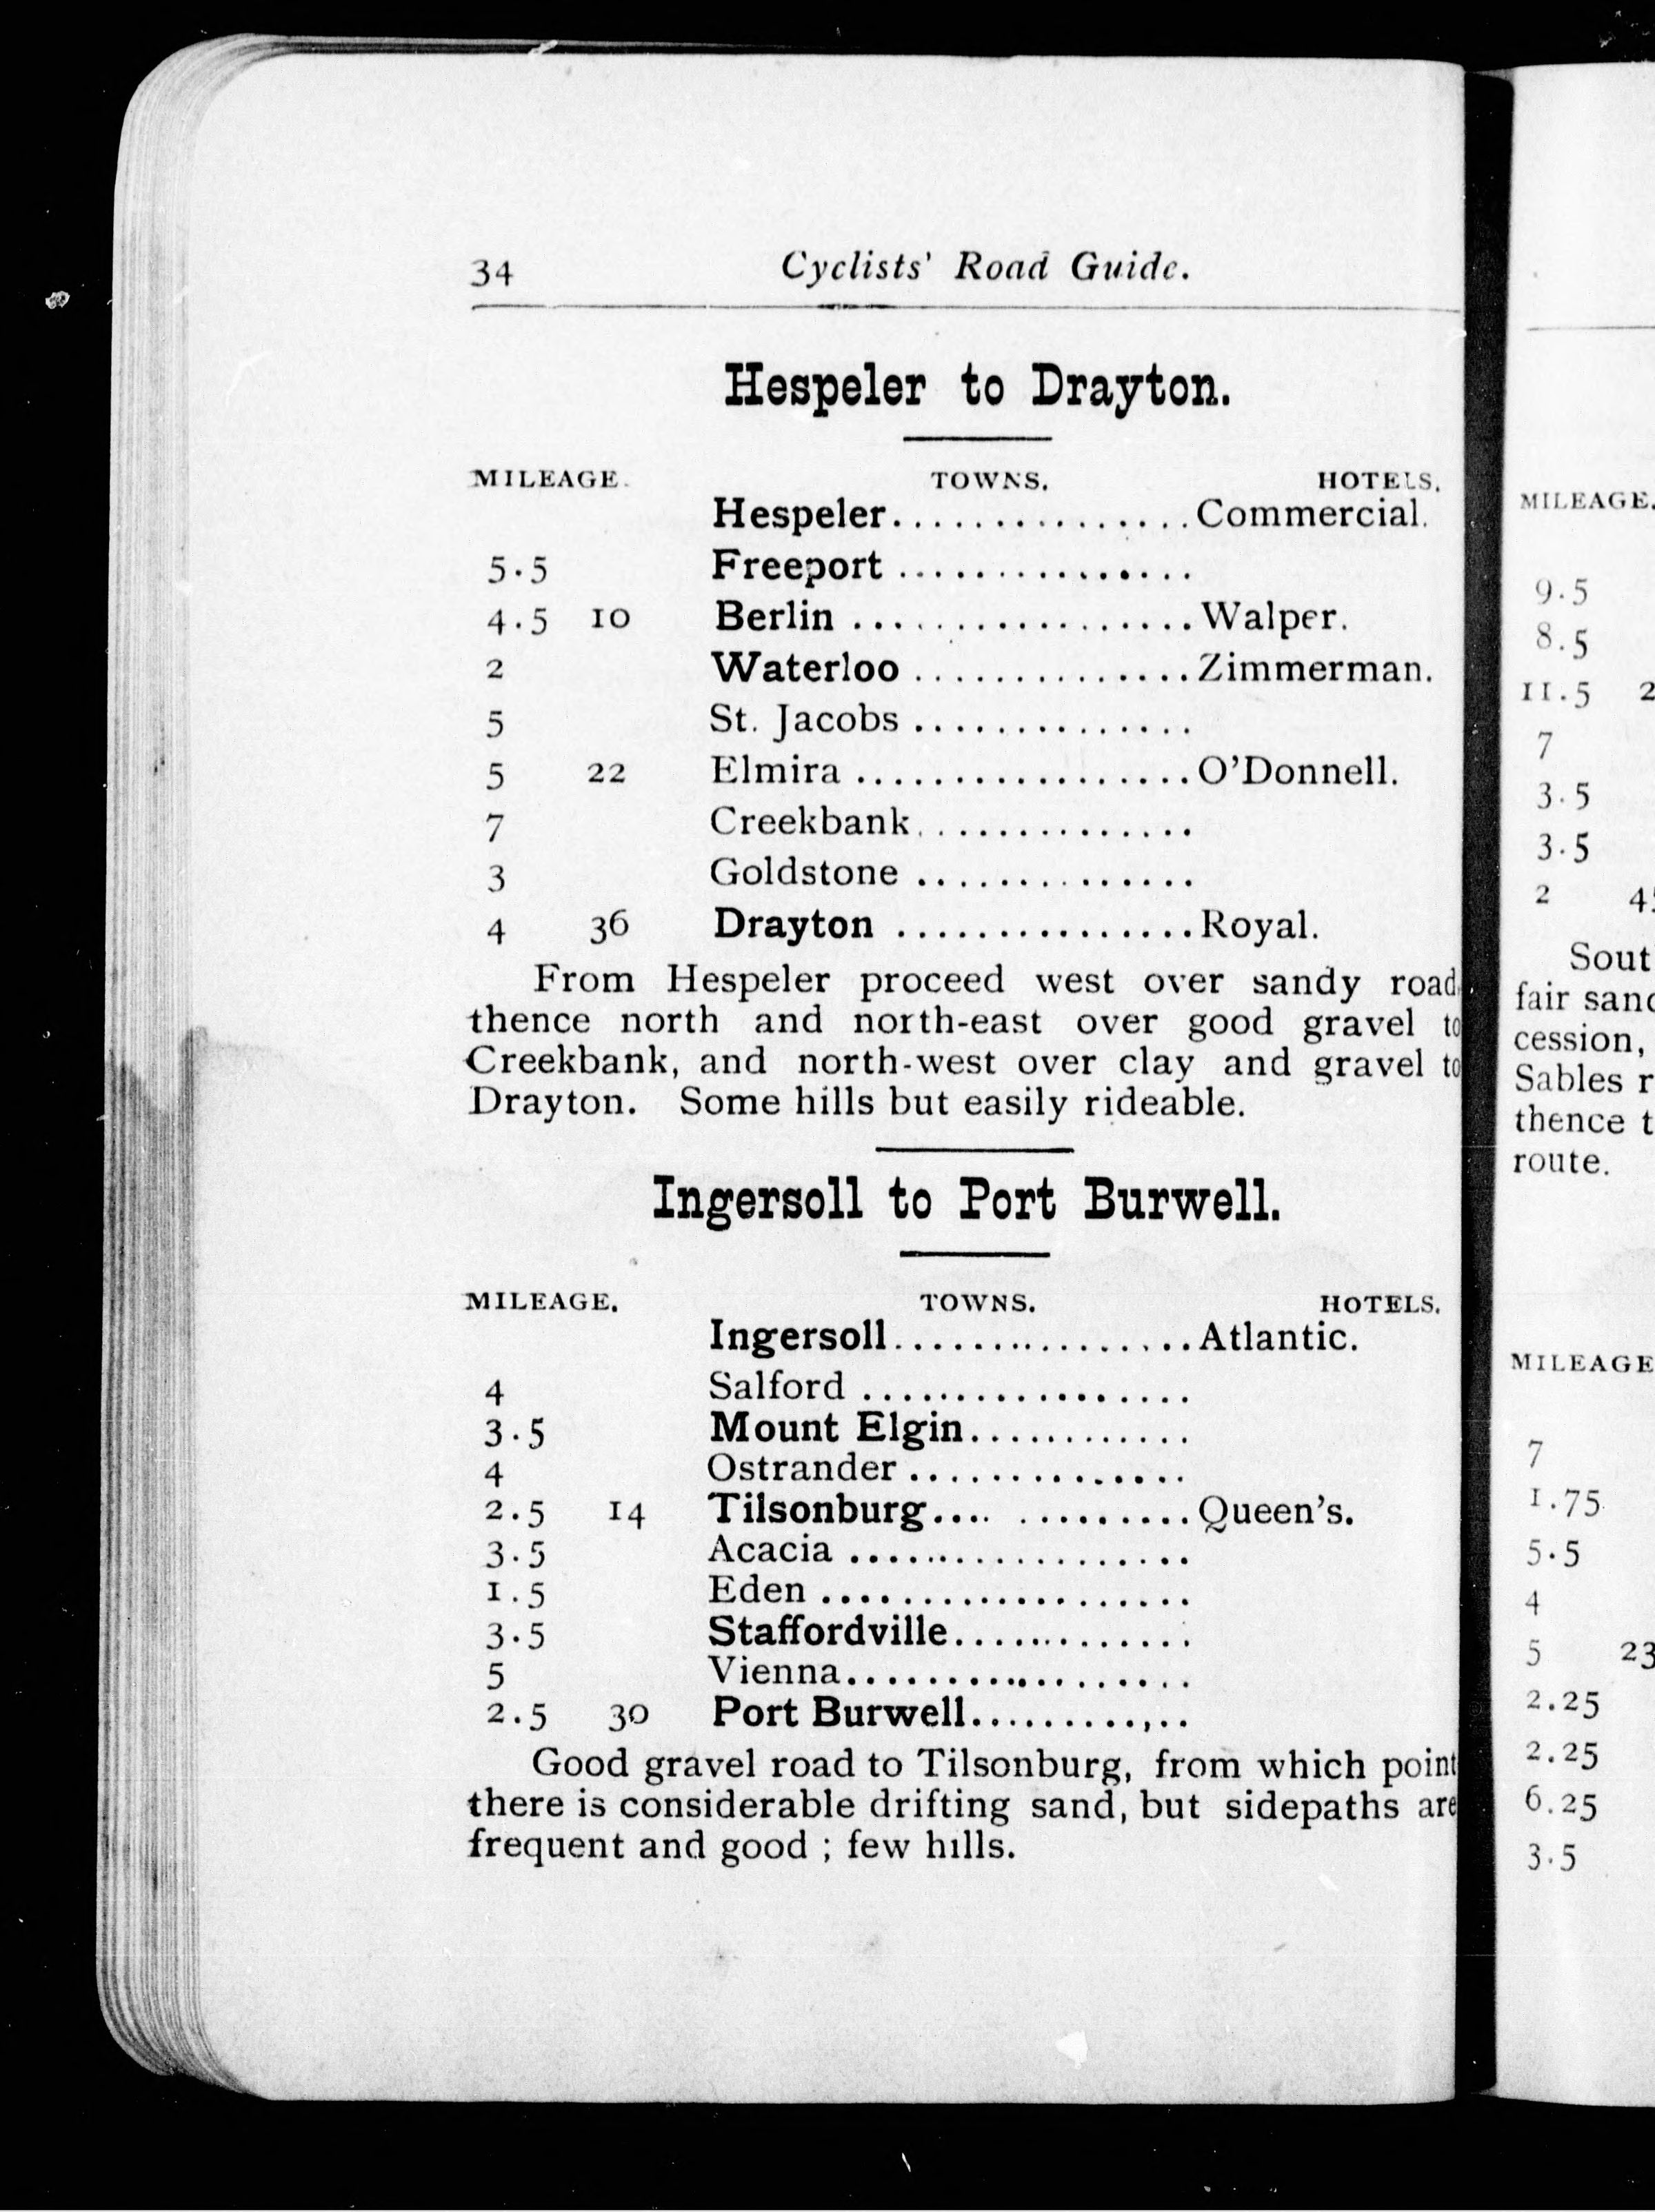 34 Cyclists' Road Guide.
Hespeler to Drayton.
MILEAGE. TOWNS. HOTELS.
Hespeler...............Commercial.
5.5 Freeport ...............
4.5 10 Berlin .................Walper.
2 Waterloo ..............Zimmerman.
5 St. Jacobs ..............
5 22 Elmira .................O'Donnell.
7 Creekbank..............
3 Goldstone ..............
4 36 Drayton ...............Royal.
From Hespeler proceed west over sandy road
thence north and north-east over good gravel to
Creekbank, and north-west over clay and gravel to
Drayton. Some hills but easily rideable.
Ingersoll to Port Burwell.
MILEAGE. TOWNS. HOTELS.
Ingersoll...............Atlantic.
4 Salford ................
3.5 Mount Elgin...........
4 Ostrander ..............
2.5 14 Tilsonburg.... .........Queen's.
3.5 Acacia .................
1.5 Eden ..................
3.5 Staffordville............
5 Vienna.................
2.5 30 Port Burwell.........,..
Good gravel road to Tilsonburg, from which point
there is considerable drifting sand, but sidepaths are
frequent and good ; few hills.
MILEAGE.
9.5
8.5
11.5 2
7
3.5
3.5
2 4
Sout
fair sand
cession,
Sables r
thence t
route.
MILEAGE
7
1.75
5.5
4
5 23
2.25
2.25
6.25
3.5